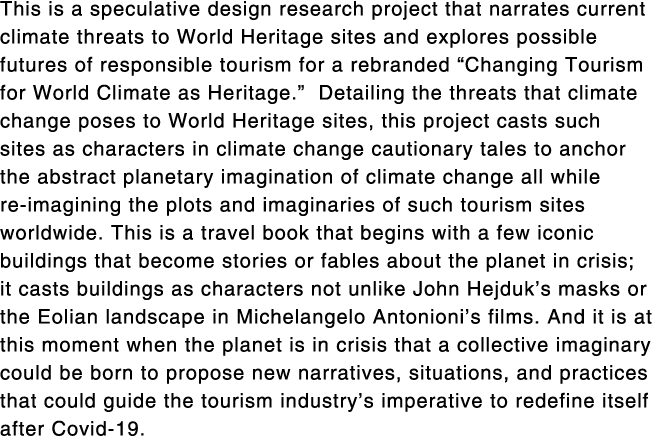 This is a speculative design research project that narrates current
climate threats to World Heritage sites and explores possible
futures of responsible tourism for a rebranded “Changing Tourism
for World Climate as Heritage.”  Detailing the threats that climate
change poses to World Heritage sites, this project casts such
sites as characters in climate change cautionary tales to anchor
the abstract planetary imagination of climate change all while
re-imagining the plots and imaginaries of such tourism sites
worldwide. This is a travel book that begins with a few iconic
buildings that become stories or fables about the planet in crisis;
it casts buildings as characters not unlike John Hejduk’s masks or
the Eolian landscape in Michelangelo Antonioni’s films. And it is at
this moment when the planet is in crisis that a collective imaginary
could be born to propose new narratives, situations, and practices
that could guide the tourism industry’s imperative to redefine itself
after Covid-19.